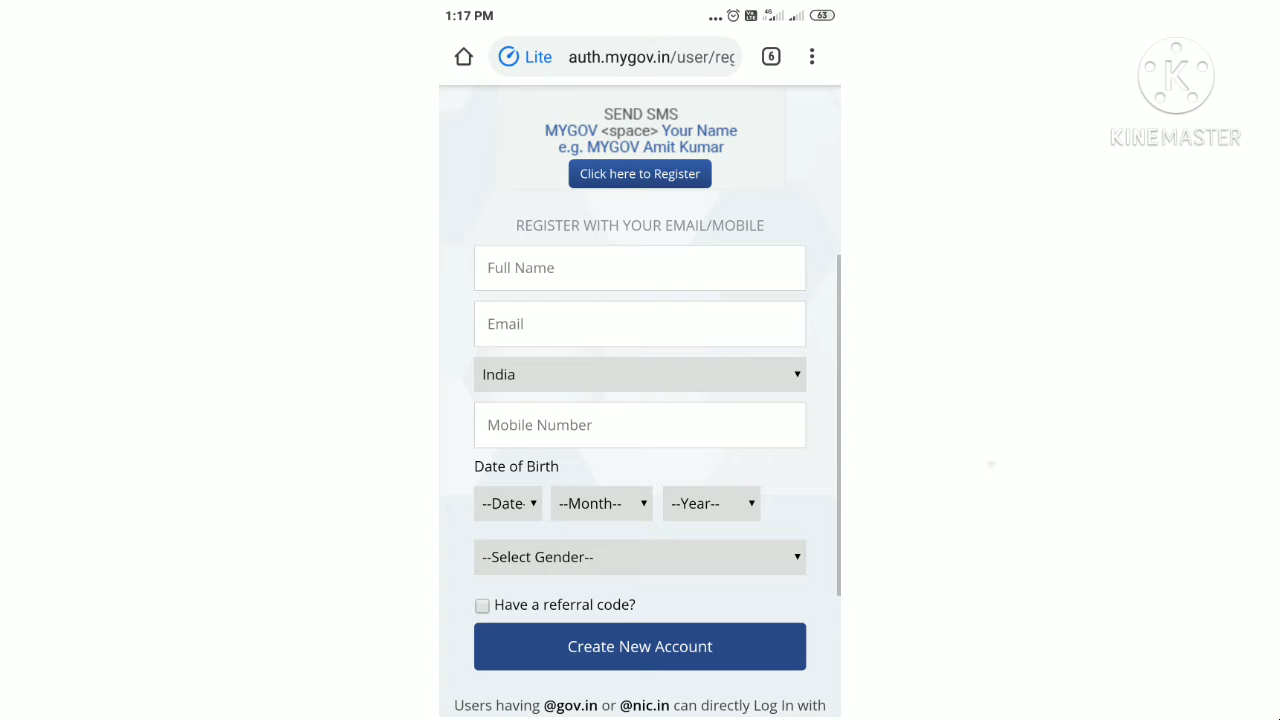 1:17 PM
4G
63
Lite
auth.mygov.in/user/reg
6
K
KINEMASTER
SEND SMS
MYGOV <space> Your Name
e.g. MYGOV Amit Kumar
Click here to Register
REGISTER WITH YOUR EMAIL/MOBILE
Full Name
Email
India
Mobile Number
Date of Birth
--Date- --Month-- --Year--
--Select Gender--
Have a referral code?
Create New Account
Users having @gov.in or @nic.in can directly Log In with